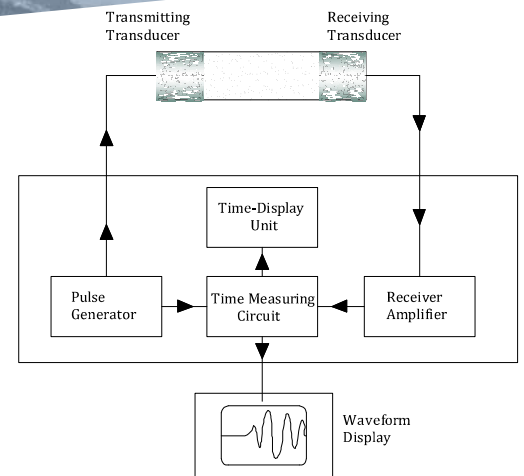 Transmitting
Transducer
Receiving
Transducer
Time-Display
Unit
Pulse
Generator
Time Measuring
Circuit
Receiver
Amplifier
Waveform
Display